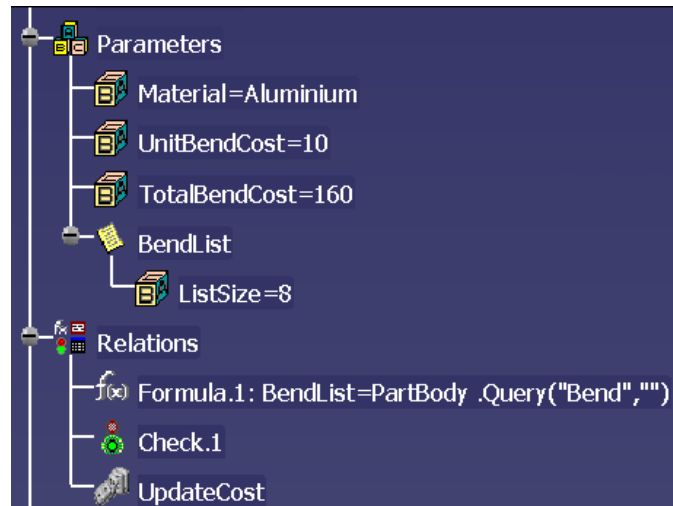 Parameters
Material=Aluminium
UnitBendCost=10
TotalBendCost=160
BendList
ListSize=8
Relations
Formula.1: BendList=PartBody .Query("Bend","")
Check.1
UpdateCost